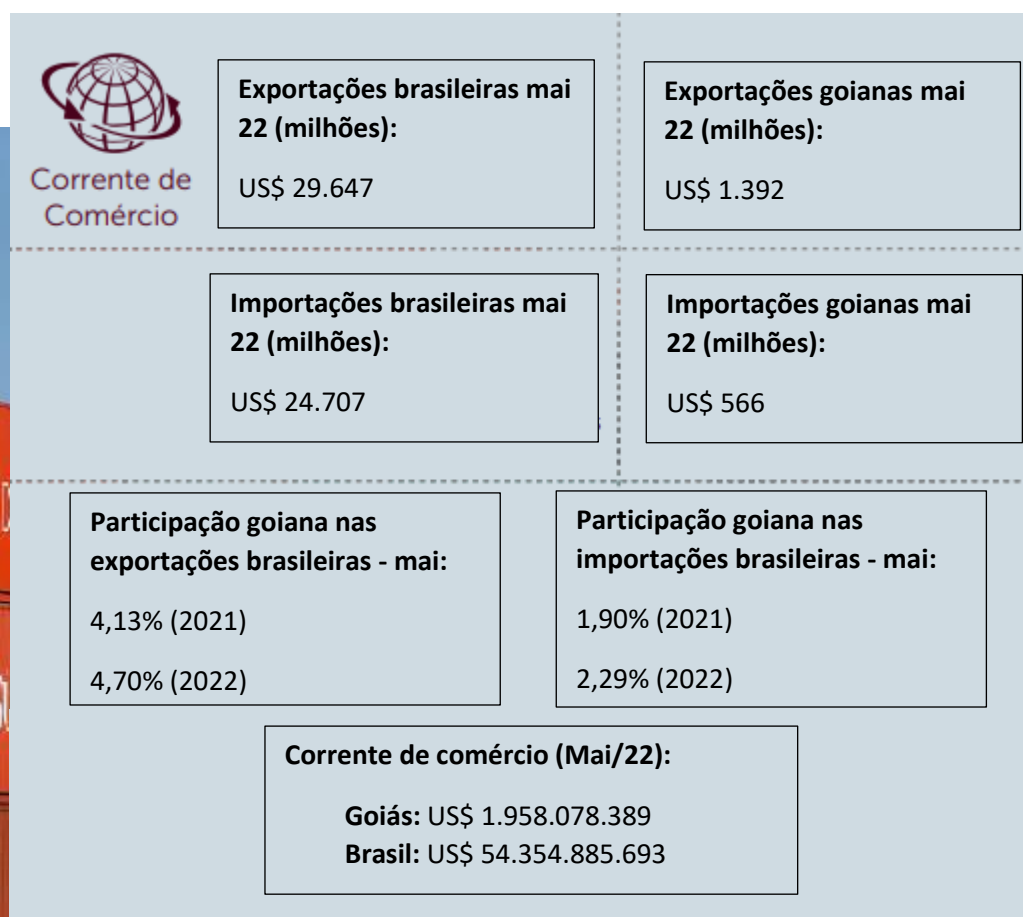 Corrente de
Comércio
Exportações brasileiras mai
22 (milhões):
US$ 29.647
Exportações goianas mai
22 (milhões):
US$ 1.392
Importações brasileiras mai
22 (milhões):
US$ 24.707
Importações goianas mai
22 (milhões):
US$ 566
Participação goiana nas
exportações brasileiras - mai:
4,13% (2021)
4,70% (2022)
Participação goiana nas
importações brasileiras - mai:
1,90% (2021)
2,29% (2022)
Corrente de comércio (Mai/22):
Goiás: US$ 1.958.078.389
Brasil: US$ 54.354.885.693